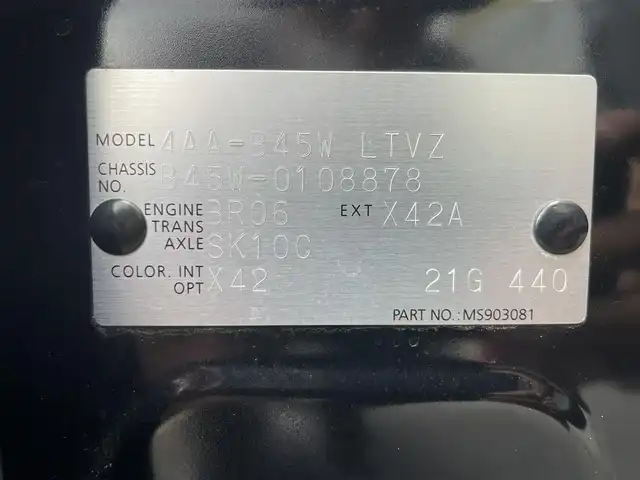 MODEL 4AA-B45W LTVZ
CHASSIS NO. B45W-0108878
ENGINE BR06 EXT X42A
TRANS AXLE SK10C
COLOR. INT OPT X42 21G 440
PART NO.: MS903081